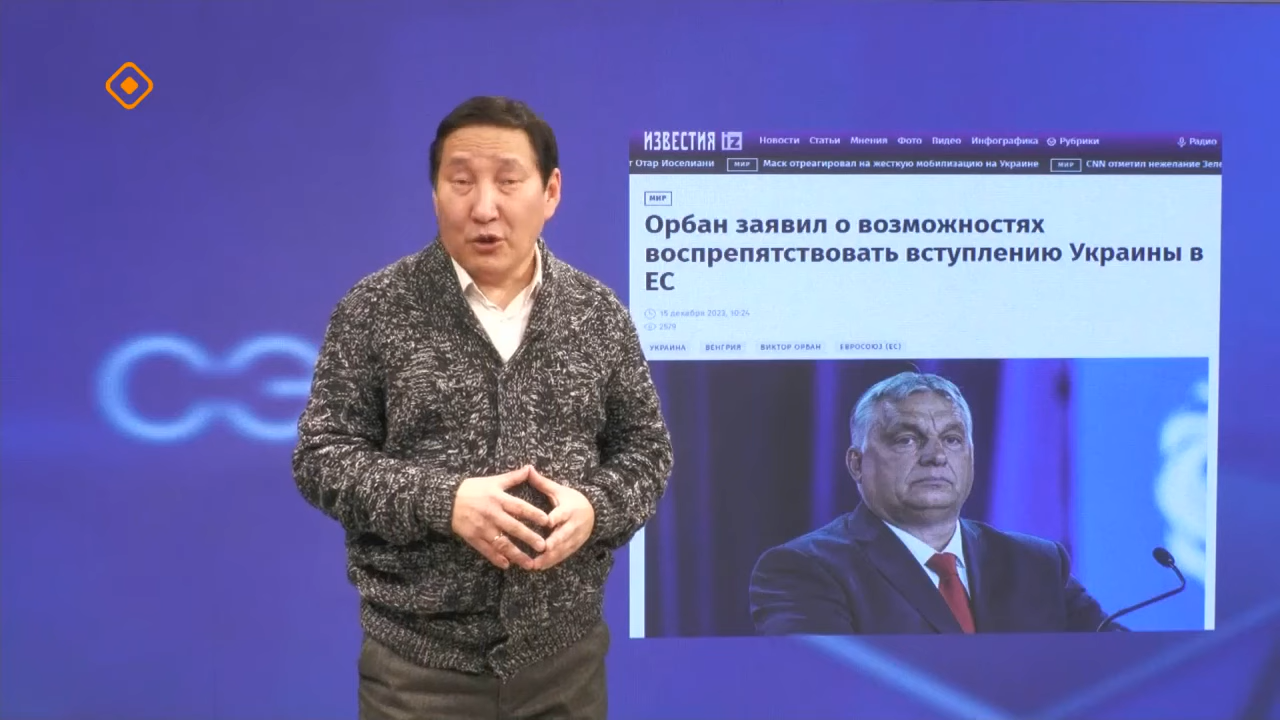 ИЗВЕСТИЯ iz Новости Статьи Мнения Фото Видео Инфографика Рубрики Радио
Отар Иоселиани МИР Маск отреагировал на жесткую мобилизацию на Украине МИР CNN отметил нежелание
МИР
Орбан заявил о возможностях
воспрепятствовать вступлению Украины в
ЕС
15 декабря 2023, 10:24
2579
УКРАИНА ВЕНГРИЯ ВИКТОР ОРБАН ЕВРОСОЮЗ (ЕС)